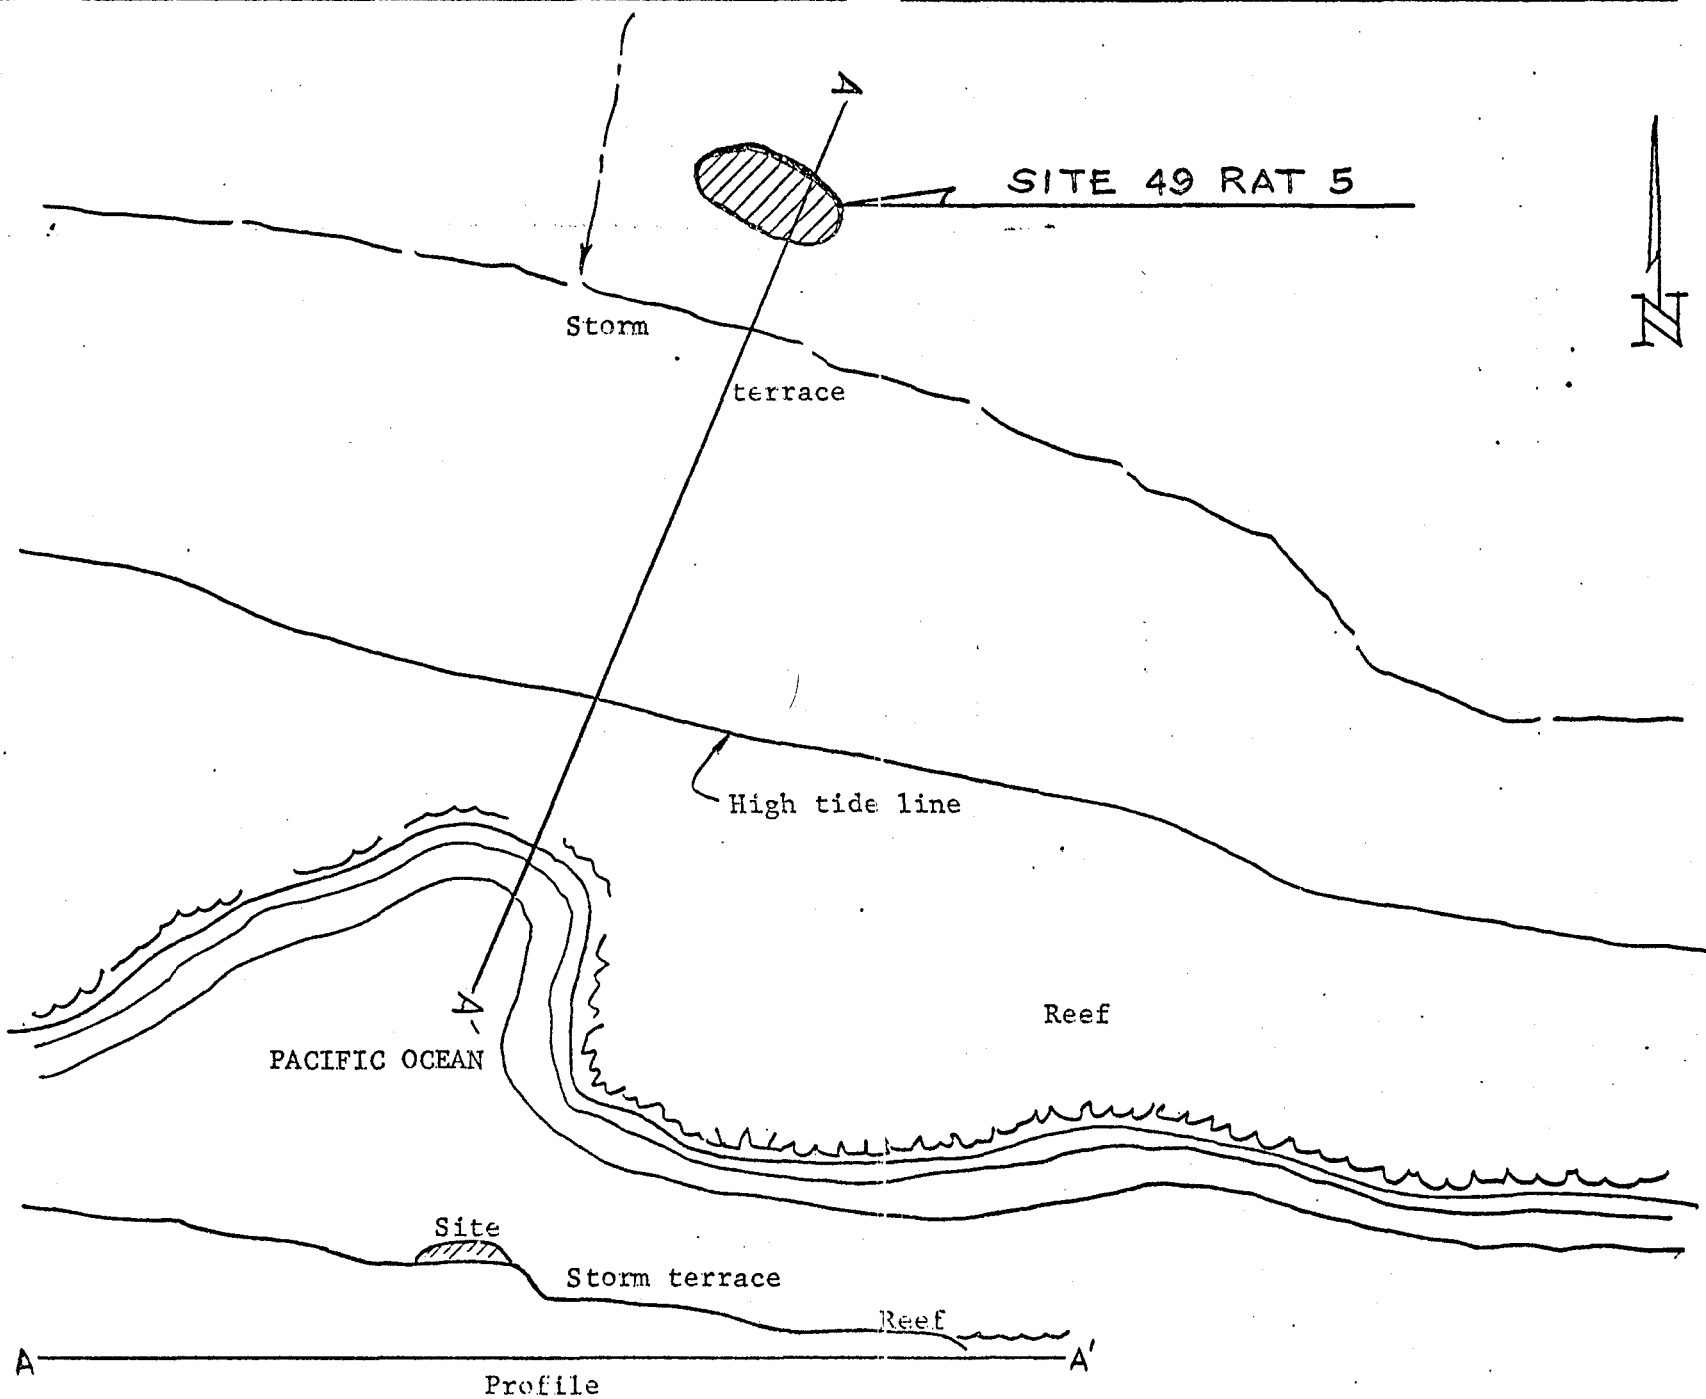 A
SITE 49 RAT 5
N
Storm
terrace
High tide line
Reef
A'
PACIFIC OCEAN
Site
Storm terrace
Reef
A
A'
Profile